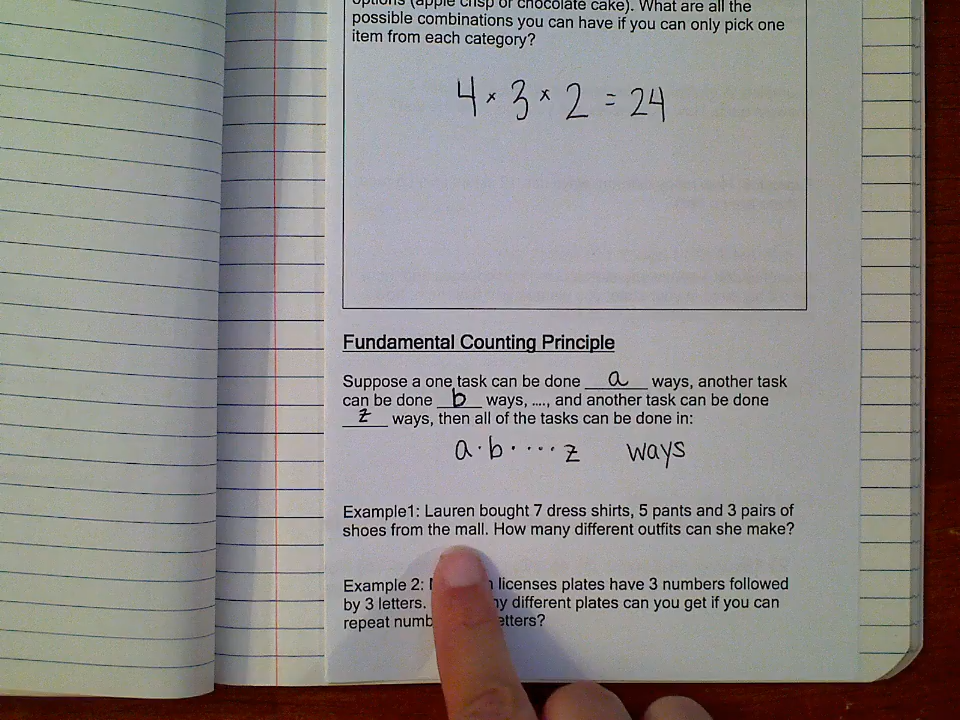 options (apple crisp or chocolate cake). What are all the
possible combinations you can have if you can only pick one
item from each category?
4 × 3 × 2 = 24
Fundamental Counting Principle
Suppose a one task can be done a ways, another task
can be done b ways, ...., and another task can be done
z ways, then all of the tasks can be done in:
a · b · · · · z ways
Example1: Lauren bought 7 dress shirts, 5 pants and 3 pairs of
shoes from the mall. How many different outfits can she make?
Example 2: licenses plates have 3 numbers followed
by 3 letters. different plates can you get if you can
repeat